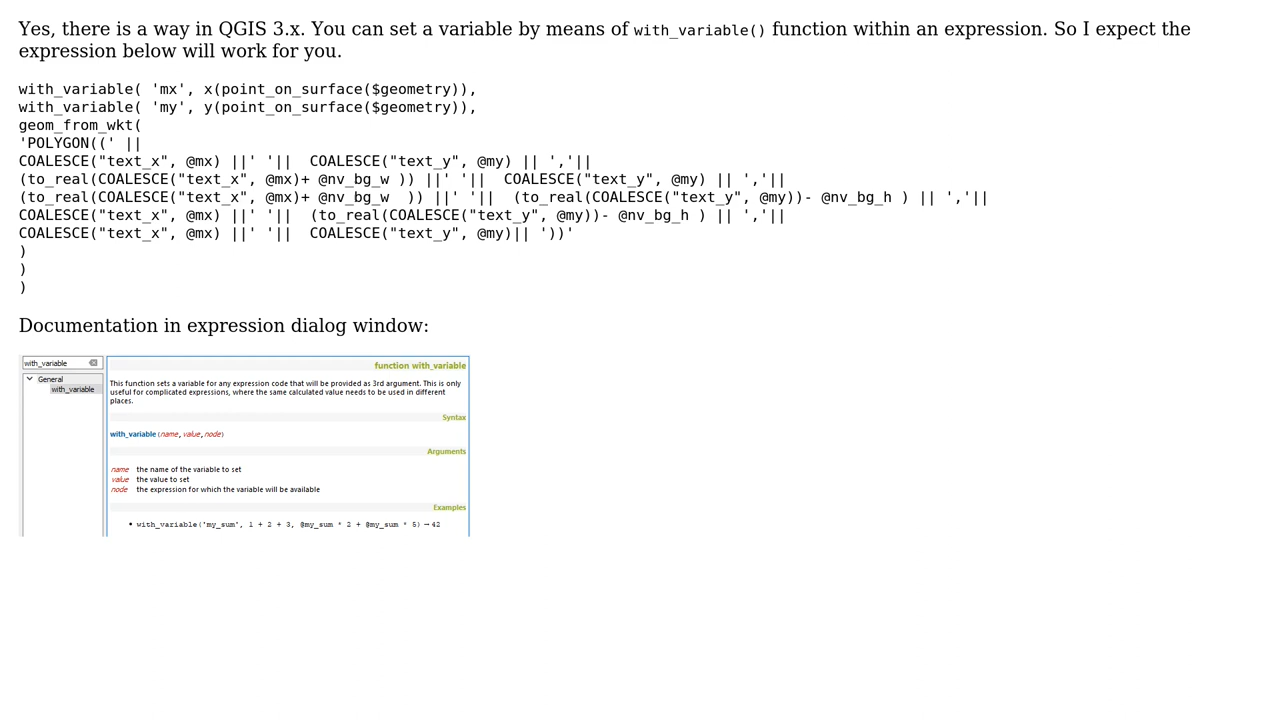 Yes, there is a way in QGIS 3.x. You can set a variable by means of with_variable() function within an expression. So I expect the
expression below will work for you.
with_variable( 'mx', x(point_on_surface($geometry)),
with_variable( 'my', y(point_on_surface($geometry)),
geom_from_wkt(
'POLYGON((' ||
COALESCE("text_x", @mx) ||' '||  COALESCE("text_y", @my) || ','||
(to_real(COALESCE("text_x", @mx)+ @nv_bg_w )) ||' '||  COALESCE("text_y", @my) || ','||
(to_real(COALESCE("text_x", @mx)+ @nv_bg_w  )) ||' '||  (to_real(COALESCE("text_y", @my))- @nv_bg_h ) || ','||
COALESCE("text_x", @mx) ||' '||  (to_real(COALESCE("text_y", @my))- @nv_bg_h ) || ','||
COALESCE("text_x", @mx) ||' '||  COALESCE("text_y", @my)|| '))'
)
)
)
Documentation in expression dialog window:
with_variable
General
with_variable
function with_variable
This function sets a variable for any expression code that will be provided as 3rd argument. This is only
useful for complicated expressions, where the same calculated value needs to be used in different
places.
Syntax
with_variable(name,value,node)
Arguments
name the name of the variable to set
value the value to set
node the expression for which the variable will be available
Examples
• with_variable('my_sum', 1 + 2 + 3, @my_sum * 2 + @my_sum * 5) → 42